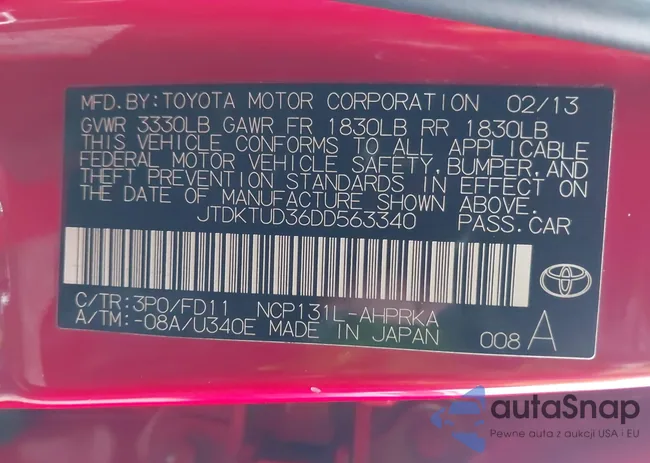 MFD.BY:TOYOTA MOTOR CORPORATION 02/13
GVWR 3330LB GAWR FR 1830LB RR 1830LB
THIS VEHICLE CONFORMS TO ALL APPLICABLE
FEDERAL MOTOR VEHICLE SAFETY,BUMPER,AND
THEFT PREVENTION STANDARDS IN EFFECT ON
THE DATE OF MANUFACTURE SHOWN ABOVE.
JTDKTUD36DD563340 PASS.CAR
C/TR:3P0/FD11 NCP131L-AHPRKA
A/TM:-08A/U340E MADE IN JAPAN 008 A
autaSnap
Pewne auta z aukcji USA i EU